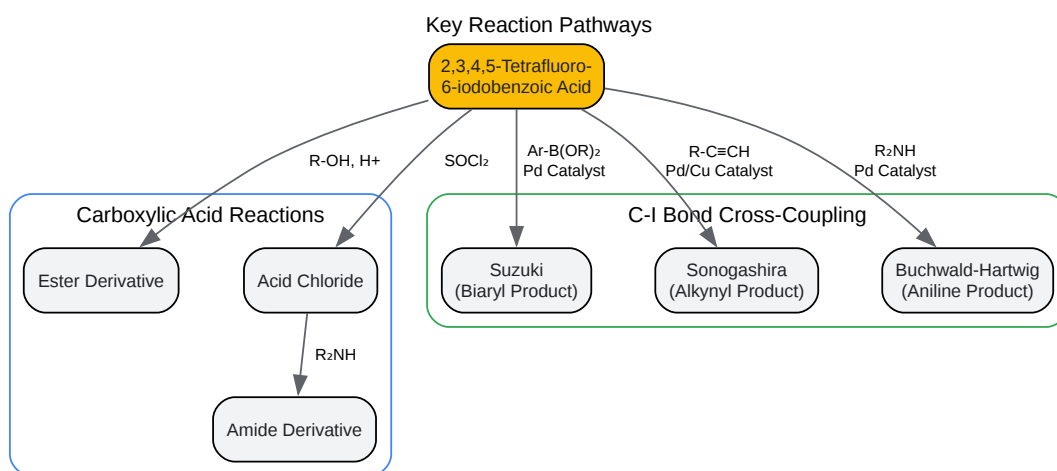 Key Reaction Pathways
2,3,4,5-Tetrafluoro-
6-iodobenzoic Acid
R-OH, H+
SOCl₂
Ar-B(OR)₂
Pd Catalyst
R-C≡CH
Pd/Cu Catalyst
R₂NH
Pd Catalyst
Carboxylic Acid Reactions
C-I Bond Cross-Coupling
Ester Derivative
Acid Chloride
Suzuki
(Biaryl Product)
Sonogashira
(Alkynyl Product)
Buchwald-Hartwig
(Aniline Product)
R₂NH
Amide Derivative